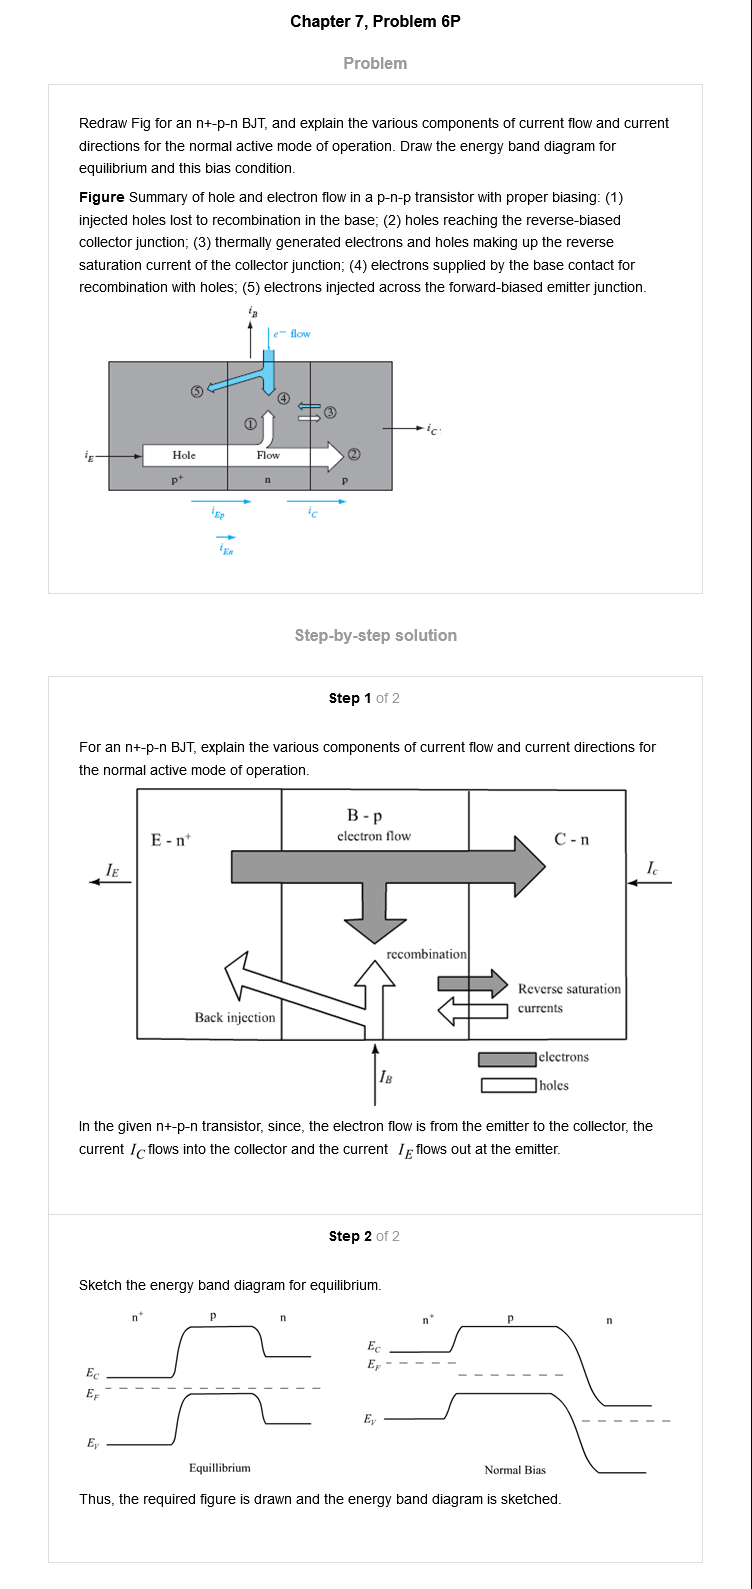 Chapter 7, Problem 6P
Problem
Redraw Fig for an n+-p-n BJT, and explain the various components of current flow and current
directions for the normal active mode of operation. Draw the energy band diagram for
equilibrium and this bias condition.
Figure Summary of hole and electron flow in a p-n-p transistor with proper biasing: (1)
injected holes lost to recombination in the base; (2) holes reaching the reverse-biased
collector junction; (3) thermally generated electrons and holes making up the reverse
saturation current of the collector junction; (4) electrons supplied by the base contact for
recombination with holes; (5) electrons injected across the forward-biased emitter junction.
i_B
e⁻ flow
⑤
④
③
①
i_C
i_E
Hole
Flow
②
p⁺
n
p
i_Ep
i_C
i_En
Step-by-step solution
Step 1 of 2
For an n+-p-n BJT, explain the various components of current flow and current directions for
the normal active mode of operation.
B - p
E - n⁺
electron flow
C - n
I_E
I_c
recombination
Reverse saturation
currents
Back injection
electrons
I_B
holes
In the given n+-p-n transistor, since, the electron flow is from the emitter to the collector, the
current I_C flows into the collector and the current I_E flows out at the emitter.
Step 2 of 2
Sketch the energy band diagram for equilibrium.
n⁺ p n
n⁺ p n
E_C
E_F
E_V
E_C
E_F
E_V
Equillibrium
Normal Bias
Thus, the required figure is drawn and the energy band diagram is sketched.